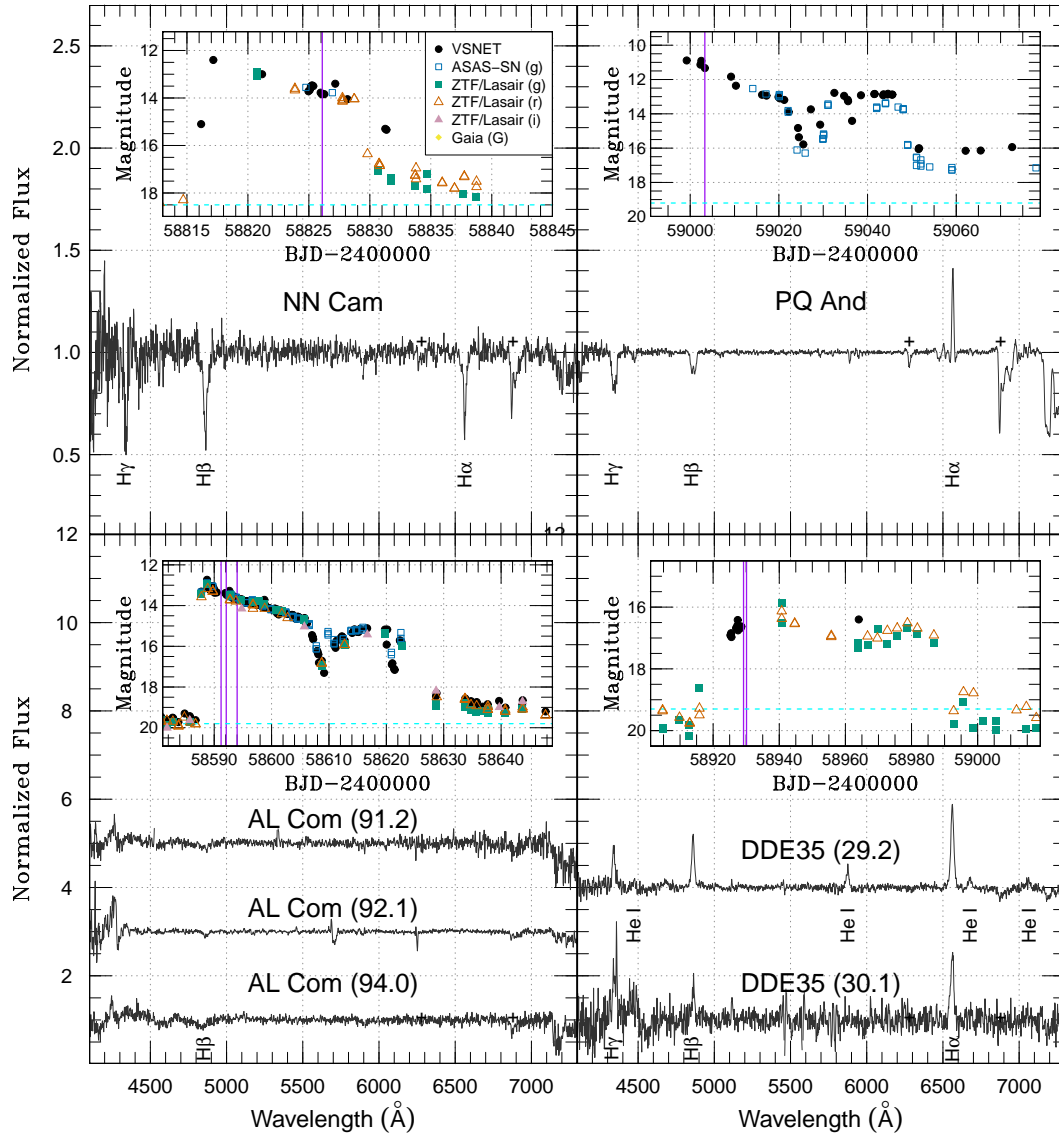 2.5
2.0
1.5
1.0
0.5
Normalized Flux
12
14
16
18
Magnitude
58815 58820 58825 58830 58835 58840 58845
BJD-2400000
VSNET
ASAS-SN (g)
ZTF/Lasair (g)
ZTF/Lasair (r)
ZTF/Lasair (i)
Gaia (G)
NN Cam
+ +
Hγ Hβ Hα
10
12
14
16
18
20
Magnitude
59000 59020 59040 59060
BJD-2400000
PQ And
+ +
Hγ Hβ Hα
12
12
10
8
6
4
2
Normalized Flux
12
14
16
18
20
Magnitude
58590 58600 58610 58620 58630 58640
BJD-2400000
AL Com (91.2)
AL Com (92.1)
AL Com (94.0)
+ +
Hβ
16
18
20
Magnitude
58920 58940 58960 58980 59000
BJD-2400000
DDE35 (29.2)
He I He I He I He I
DDE35 (30.1)
+ +
Hγ Hβ Hα
4500 5000 5500 6000 6500 7000
Wavelength (Å)
4500 5000 5500 6000 6500 7000
Wavelength (Å)